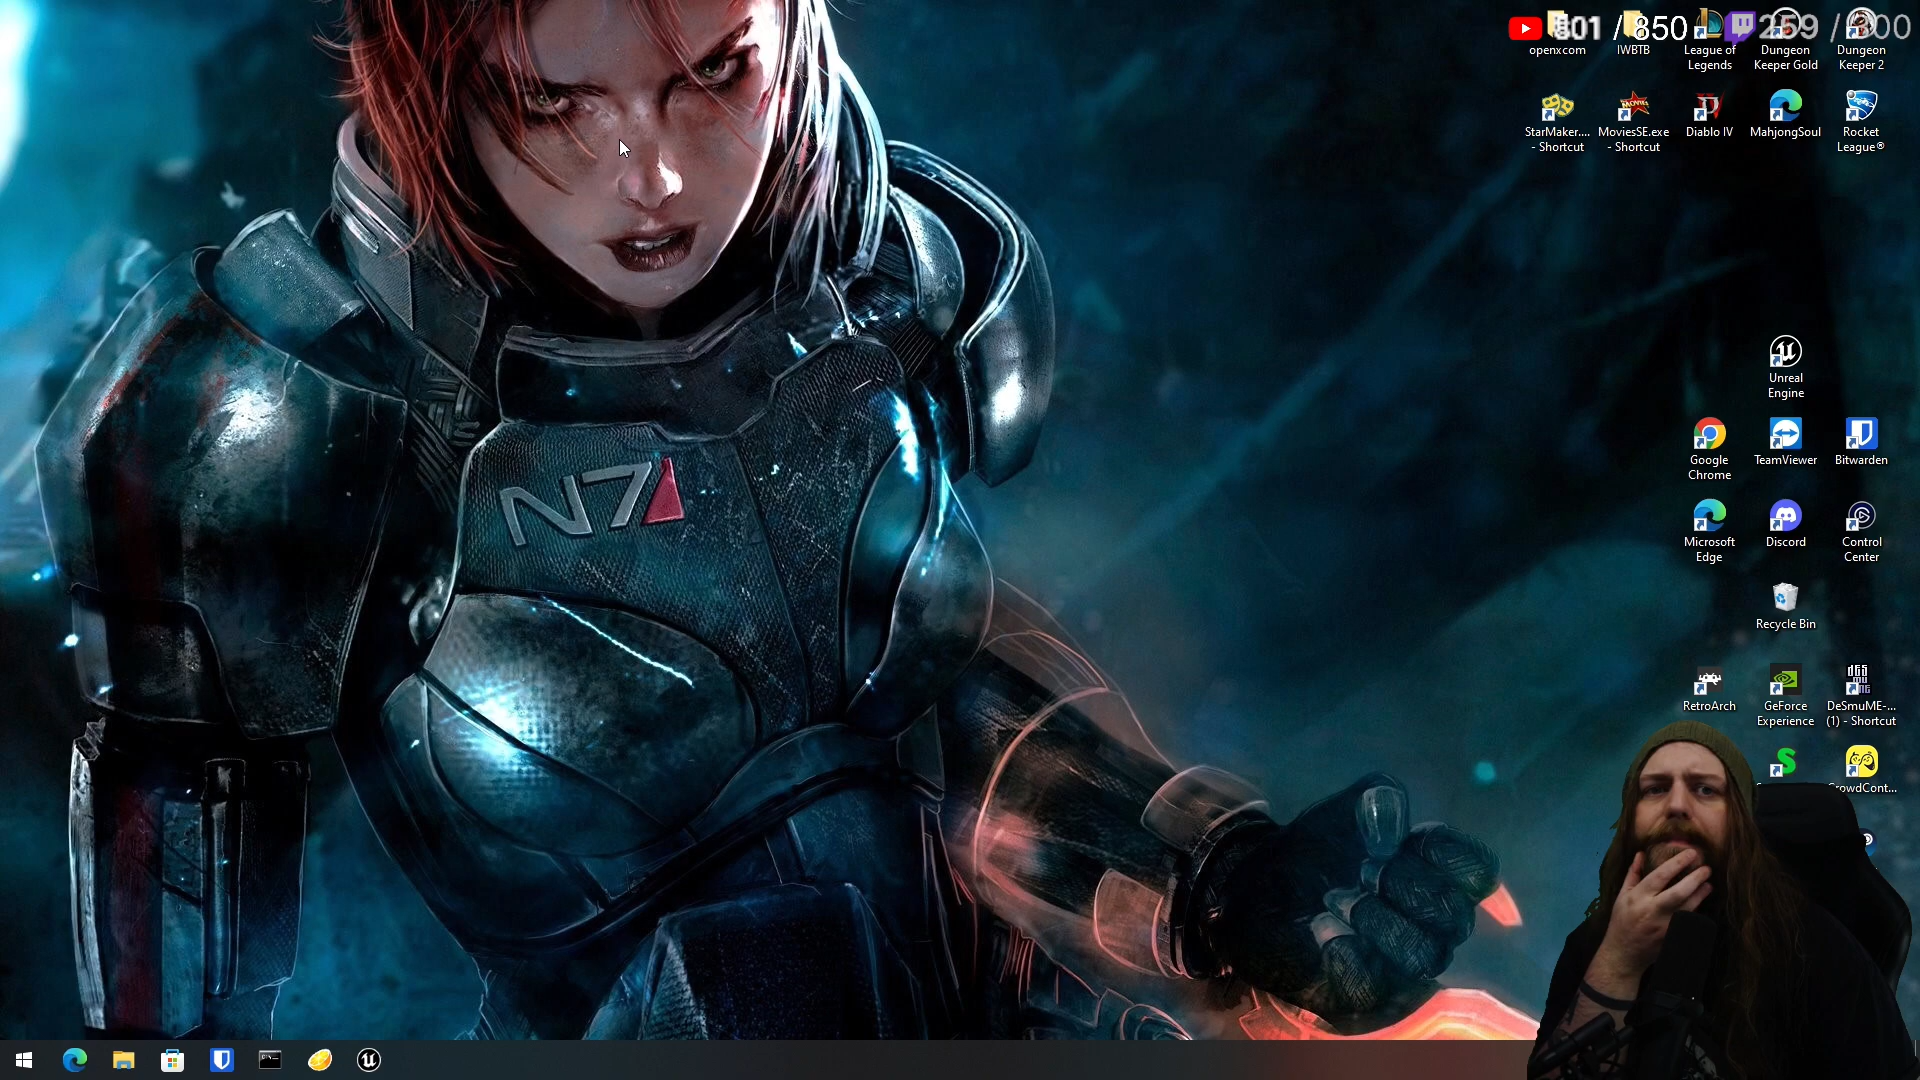 801 / 850
259 / 300
openxcom
IWBTB
League of
Legends
Dungeon
Keeper Gold
Dungeon
Keeper 2
StarMaker....
- Shortcut
MoviesSE.exe
- Shortcut
Diablo IV
MahjongSoul
Rocket
League®
MOVIES
Unreal
Engine
Google
Chrome
TeamViewer
Bitwarden
N7
Microsoft
Edge
Discord
Control
Center
Recycle Bin
RetroArch
GeForce
Experience
DeSmuME-...
(1) - Shortcut
CrowdCont...